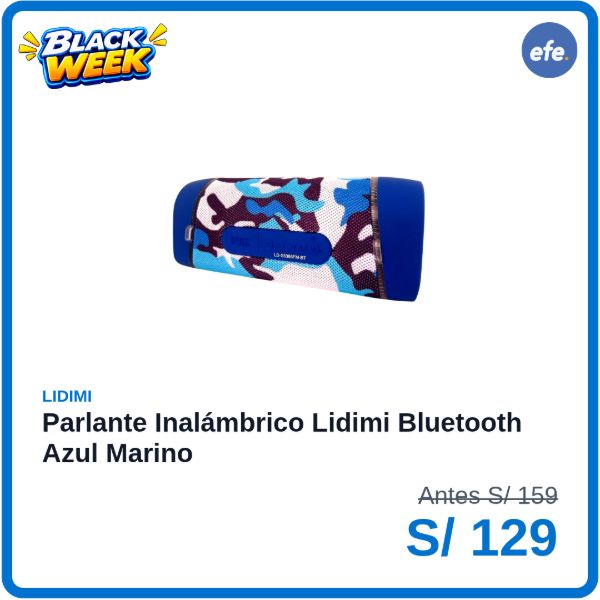 BLACK
WEEK
efe.
LIDIMI
Parlante Inalámbrico Lidimi Bluetooth
Azul Marino
Antes S/ 159
S/ 129